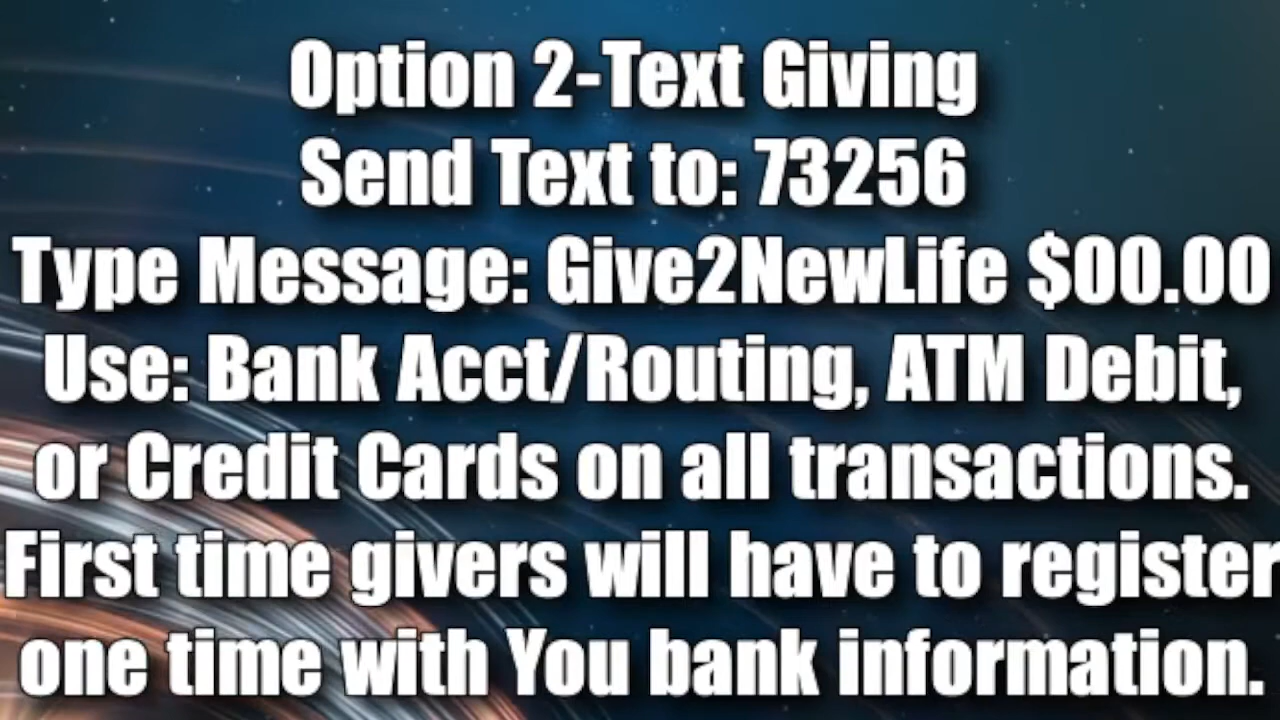 Option 2-Text Giving
Send Text to: 73256
Type Message: Give2NewLife $00.00
Use: Bank Acct/Routing, ATM Debit,
or Credit Cards on all transactions.
First time givers will have to register
one time with You bank information.